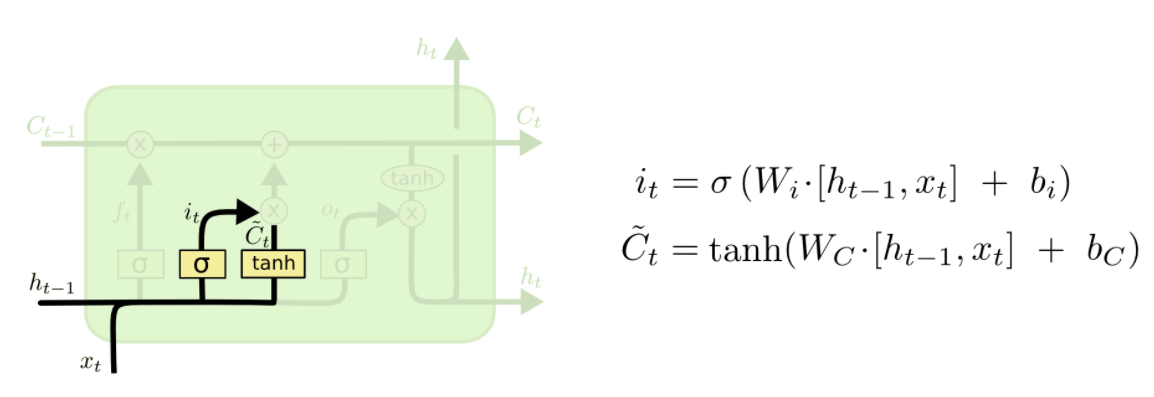 h_t
C_{t-1}
C_t
x
+
tanh
f_t
i_t
x
o_t
x
C̃_t
σ
σ
tanh
σ
h_{t-1}
h_t
x_t
i_t = σ (W_i·[h_{t-1}, x_t] + b_i)
C̃_t = tanh(W_C·[h_{t-1}, x_t] + b_C)